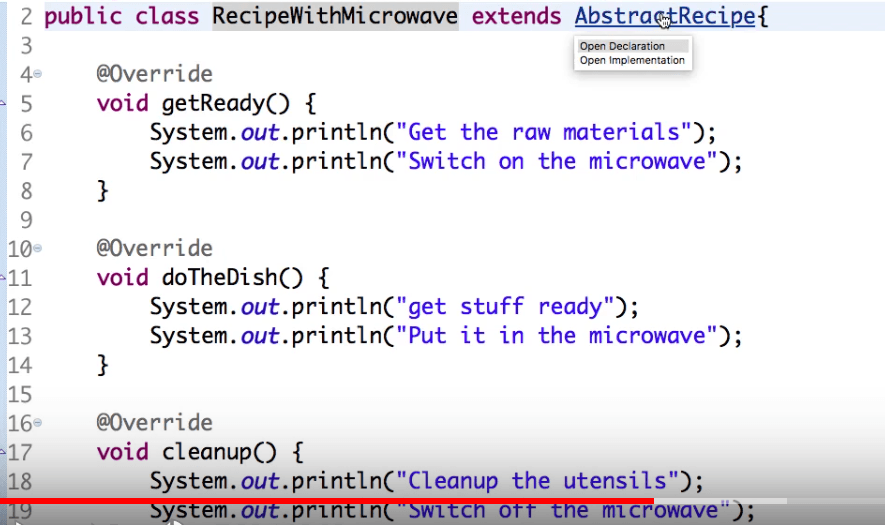 2 public class RecipeWithMicrowave extends AbstractRecipe{
Open Declaration
Open Implementation
3
4 @Override
5 void getReady() {
6 System.out.println("Get the raw materials");
7 System.out.println("Switch on the microwave");
8 }
9
10 @Override
11 void doTheDish() {
12 System.out.println("get stuff ready");
13 System.out.println("Put it in the microwave");
14 }
15
16 @Override
17 void cleanup() {
18 System.out.println("Cleanup the utensils");
19 System.out.println("Switch off the microwave");